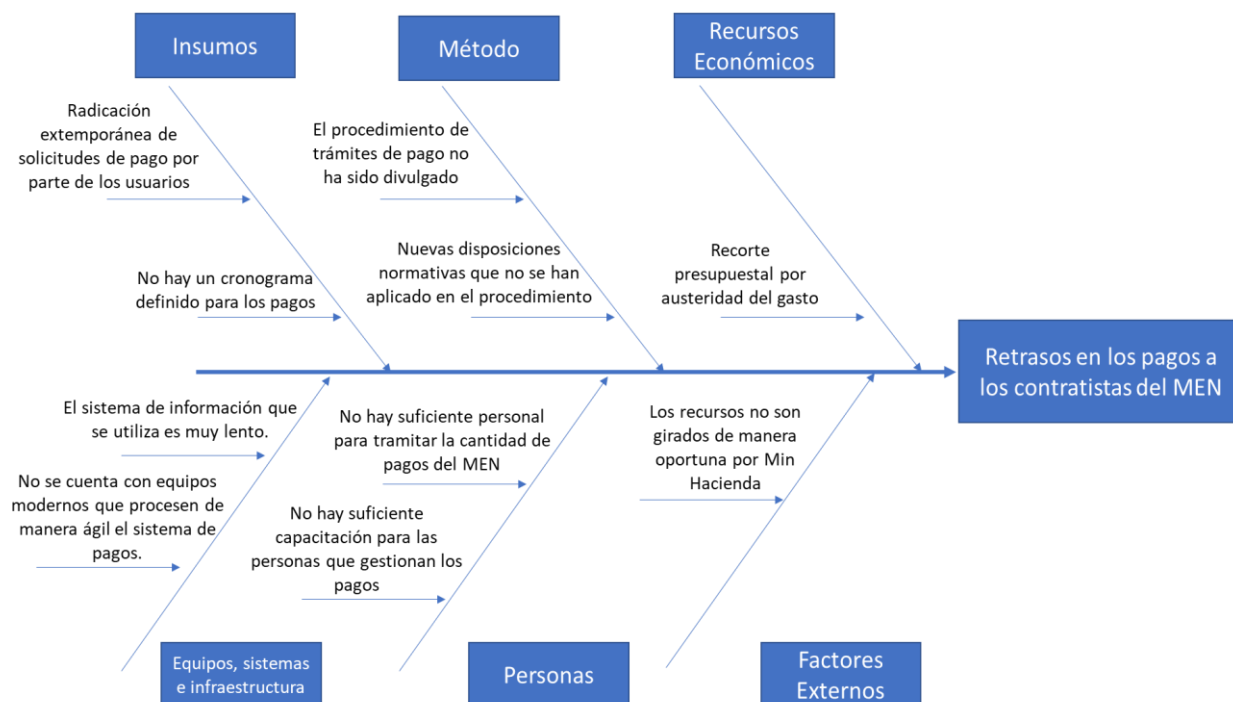 Insumos
Método
Recursos
Económicos
Radicación
extemporánea de
solicitudes de pago por
parte de los usuarios
El procedimiento de
trámites de pago no
ha sido divulgado
No hay un cronograma
definido para los pagos
Nuevas disposiciones
normativas que no se han
aplicado en el procedimiento
Recorte
presupuestal por
austeridad del gasto
Retrasos en los pagos a
los contratistas del MEN
El sistema de información que
se utiliza es muy lento.
No se cuenta con equipos
modernos que procesen de
manera ágil el sistema de
pagos.
No hay suficiente personal
para tramitar la cantidad de
pagos del MEN
No hay suficiente
capacitación para las
personas que gestionan los
pagos
Los recursos no son
girados de manera
oportuna por Min
Hacienda
Equipos, sistemas
e infraestructura
Personas
Factores
Externos